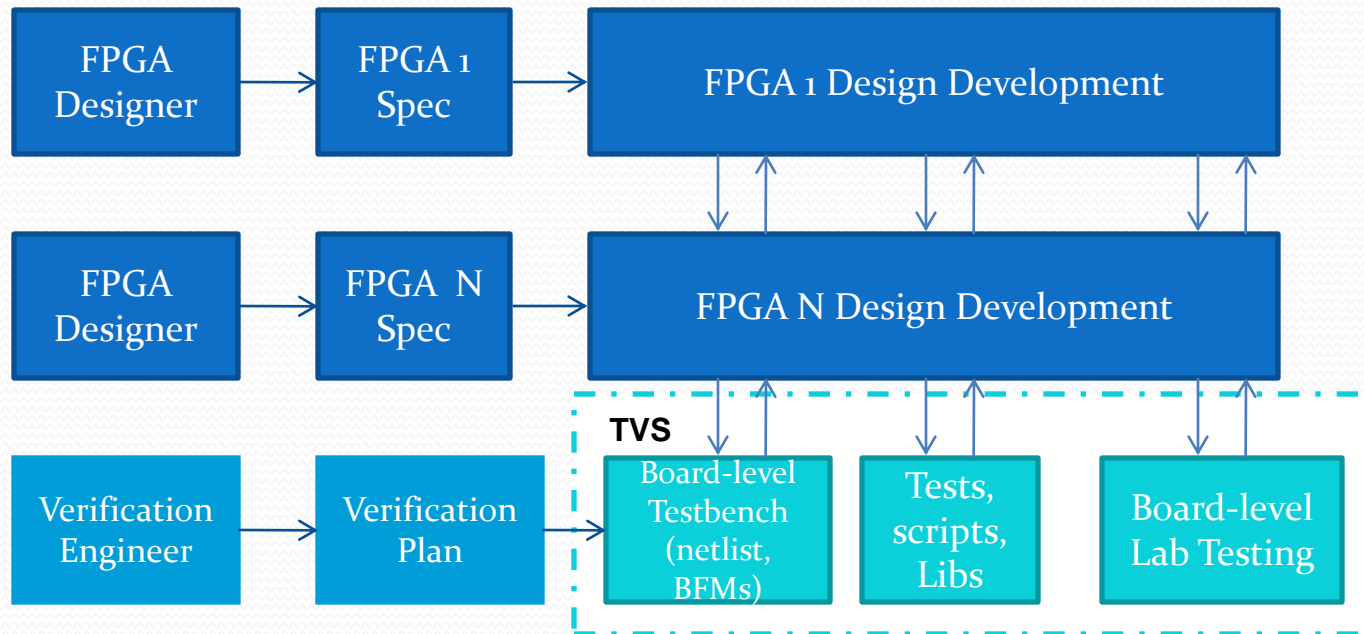 FPGA
Designer
FPGA 1
Spec
FPGA 1 Design Development
FPGA
Designer
FPGA N
Spec
FPGA N Design Development
TVS
Verification
Engineer
Verification
Plan
Board-level
Testbench
(netlist,
BFMs)
Tests,
scripts,
Libs
Board-level
Lab Testing